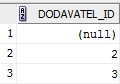 DODAVATEL_ID
1 (null)
2 2
3 3